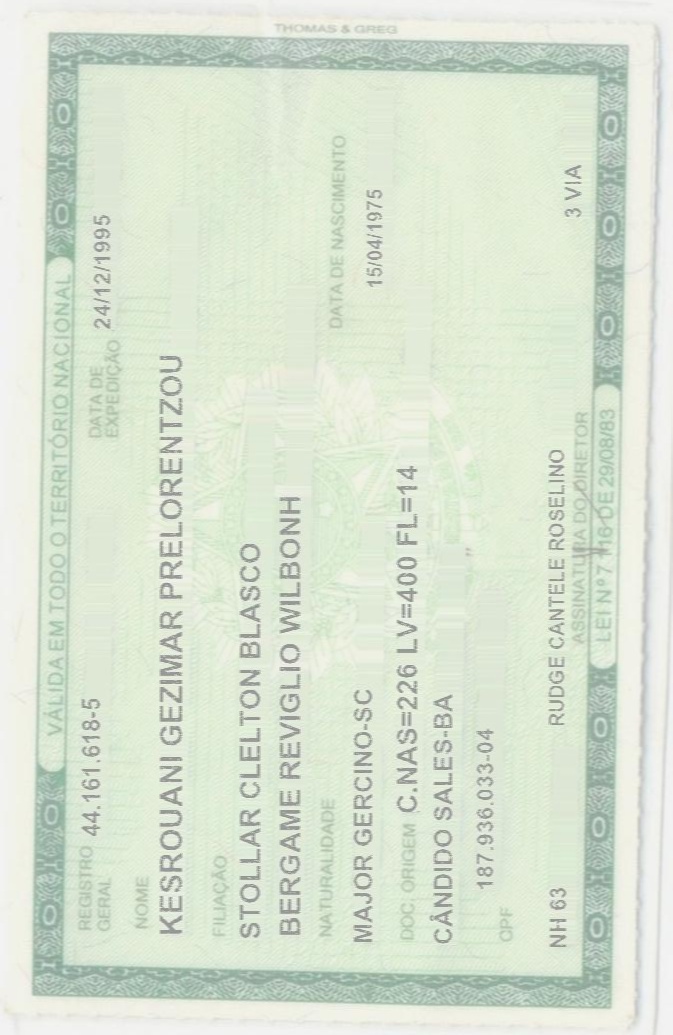 THOMAS & GREG
VÁLIDA EM TODO O TERRITÓRIO NACIONAL
REGISTRO GERAL 44.161.618-5 DATA DE EXPEDIÇÃO 24/12/1995
NOME
KESROUANI GEZIMAR PRELORENTZOU
FILIAÇÃO
STOLLAR CLELTON BLASCO
BERGAME REVIGLIO WILBONH
NATURALIDADE DATA DE NASCIMENTO
MAJOR GERCINO-SC 15/04/1975
DOC. ORIGEM C.NAS=226 LV=400 FL=14
CÂNDIDO SALES-BA
187.936.033-04
CPF
NH 63 RUDGE CANTELE ROSELINO 3 VIA
ASSINATURA DO DIRETOR
LEI Nº 7 116 DE 29/08/83